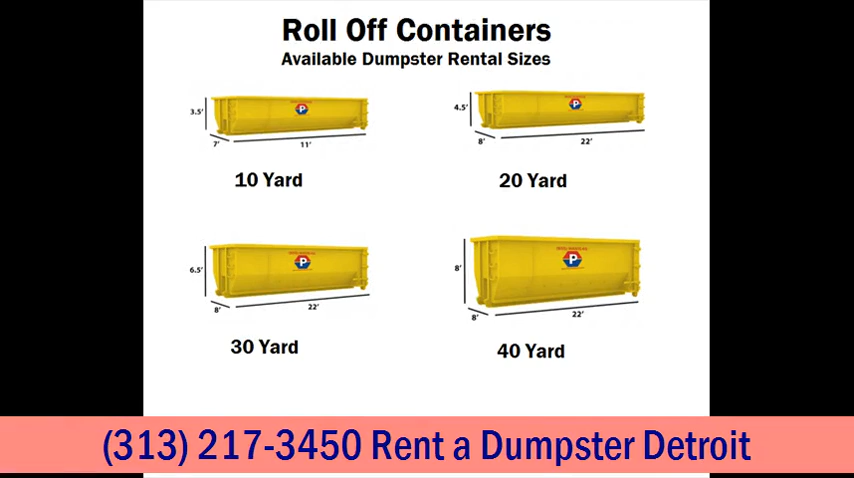 Roll Off Containers
Available Dumpster Rental Sizes
3.5'
7'
11'
10 Yard
4.5'
8'
22'
20 Yard
6.5'
8'
22'
30 Yard
8'
8'
22'
40 Yard
P
P
P
P
(313) 217-3450 Rent a Dumpster Detroit